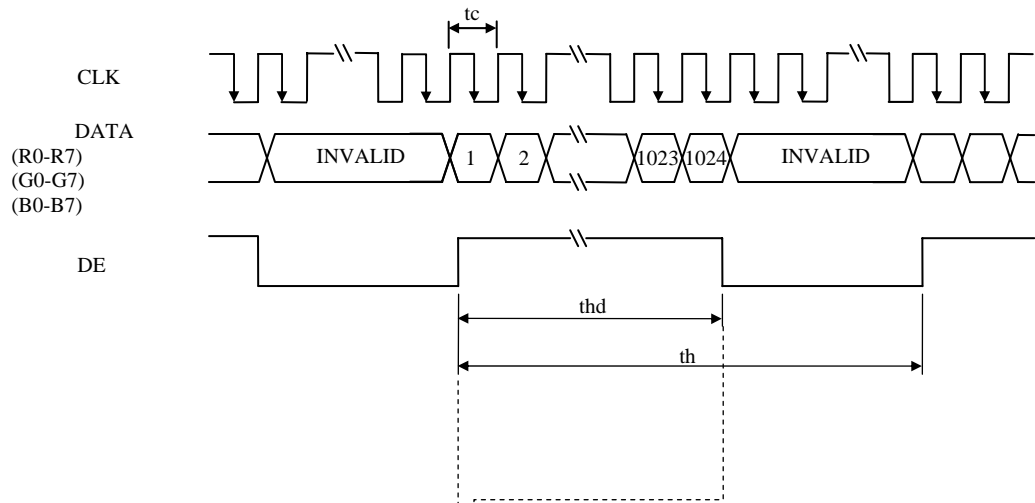 tc
CLK
DATA
(R0-R7)
(G0-G7)
(B0-B7)
INVALID
1
2
1023
1024
INVALID
DE
thd
th